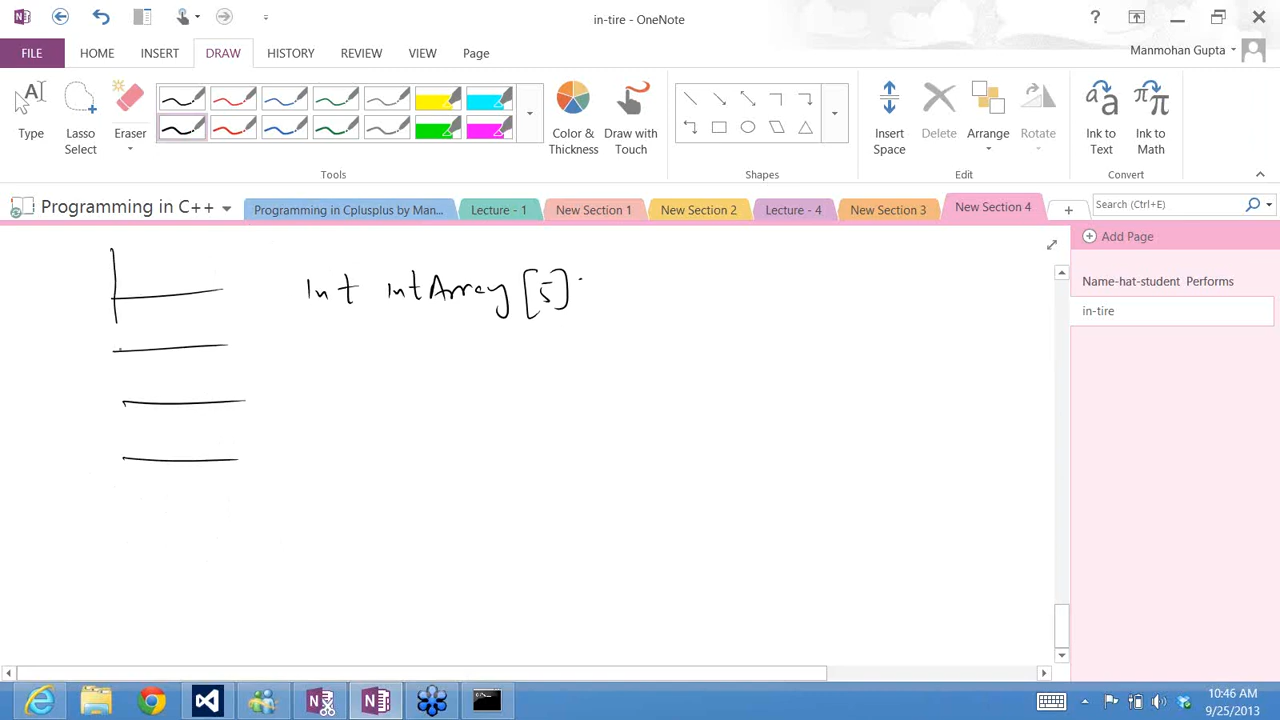 in-tire - OneNote
?
Manmohan Gupta
FILE HOME INSERT DRAW HISTORY REVIEW VIEW Page
Type
Lasso Select
Eraser
Color & Thickness
Draw with Touch
Insert Space
Delete
Arrange
Rotate
Ink to Text
Ink to Math
Tools Shapes Edit Convert
Programming in C++
Programming in Cplusplus by Man...
Lecture - 1
New Section 1
New Section 2
Lecture - 4
New Section 3
New Section 4
Search (Ctrl+E)
Add Page
Name-hat-student Performs
in-tire
Int intArray [5]
10:46 AM
9/25/2013